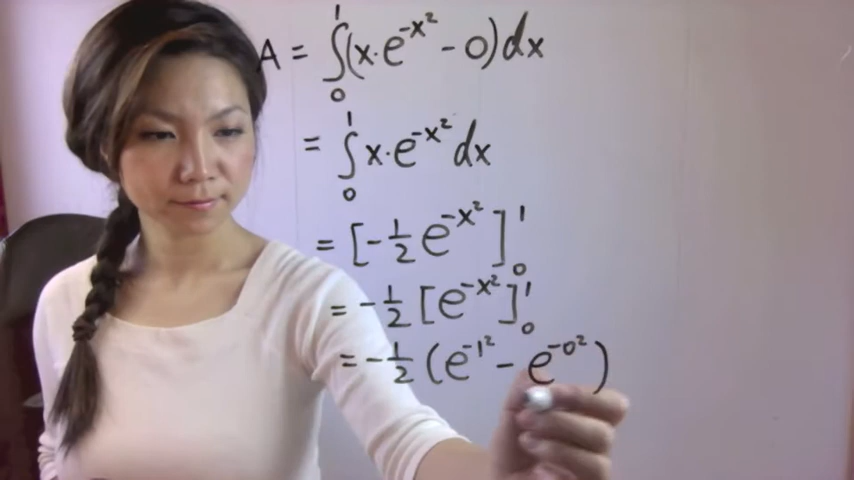 A = ∫₀¹(x·e^-x² - 0)dx
= ∫₀¹ x·e^-x² dx
= [-1/2 e^-x²]₀¹
= -1/2 [e^-x²]₀¹
= -1/2 (e^-1² - e^-0²)